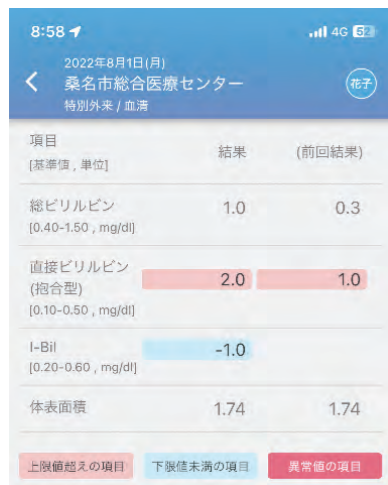 8:58 4G 52
2022年8月1日(月)
桑名市総合医療センター
花子
特別外来 / 血清
項目 結果 (前回結果)
[基準値 , 単位]
総ビリルビン 1.0 0.3
[0.40-1.50 , mg/dl]
直接ビリルビン
(抱合型) 2.0 1.0
[0.10-0.50 , mg/dl]
I-Bil -1.0
[0.20-0.60 , mg/dl]
体表面積 1.74 1.74
上限値超えの項目 下限値未満の項目 異常値の項目